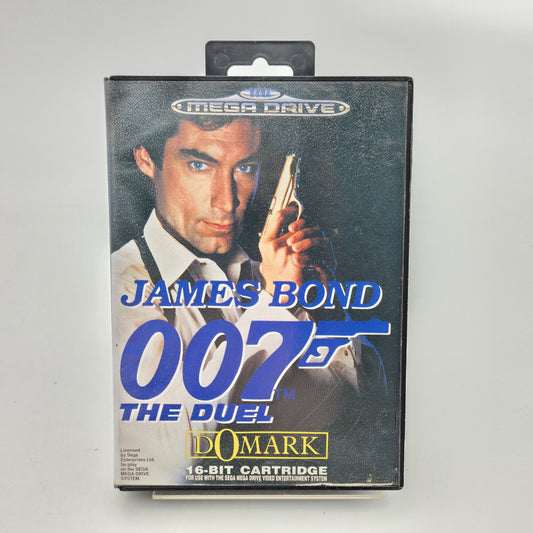 SEGA
MEGA DRIVE
JAMES BOND
007 TM
THE DUEL
DOMARK
Licensed
by Sega
Enterprises Ltd.
for play
on the SEGA
MEGA DRIVE
SYSTEM.
16-BIT CARTRIDGE
FOR USE WITH THE SEGA MEGA DRIVE VIDEO ENTERTAINMENT SYSTEM